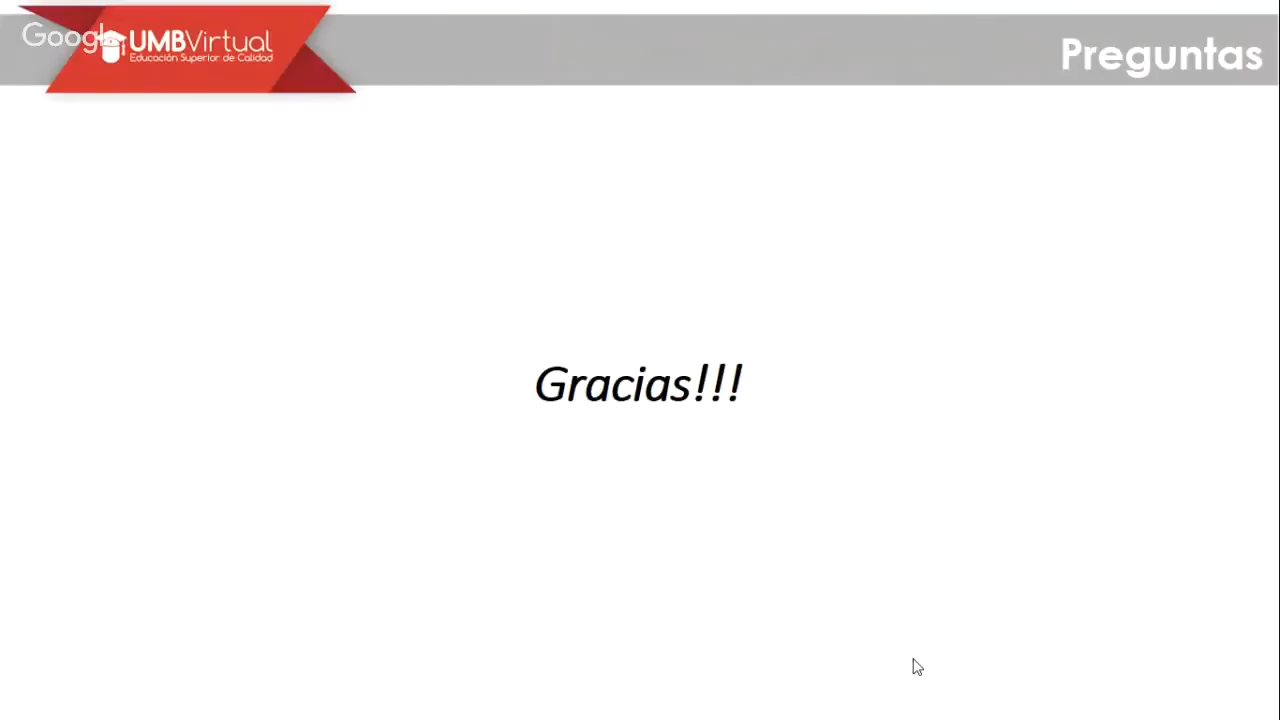 Google
UMBVirtual
Educación Superior de Calidad
Preguntas
Gracias!!!